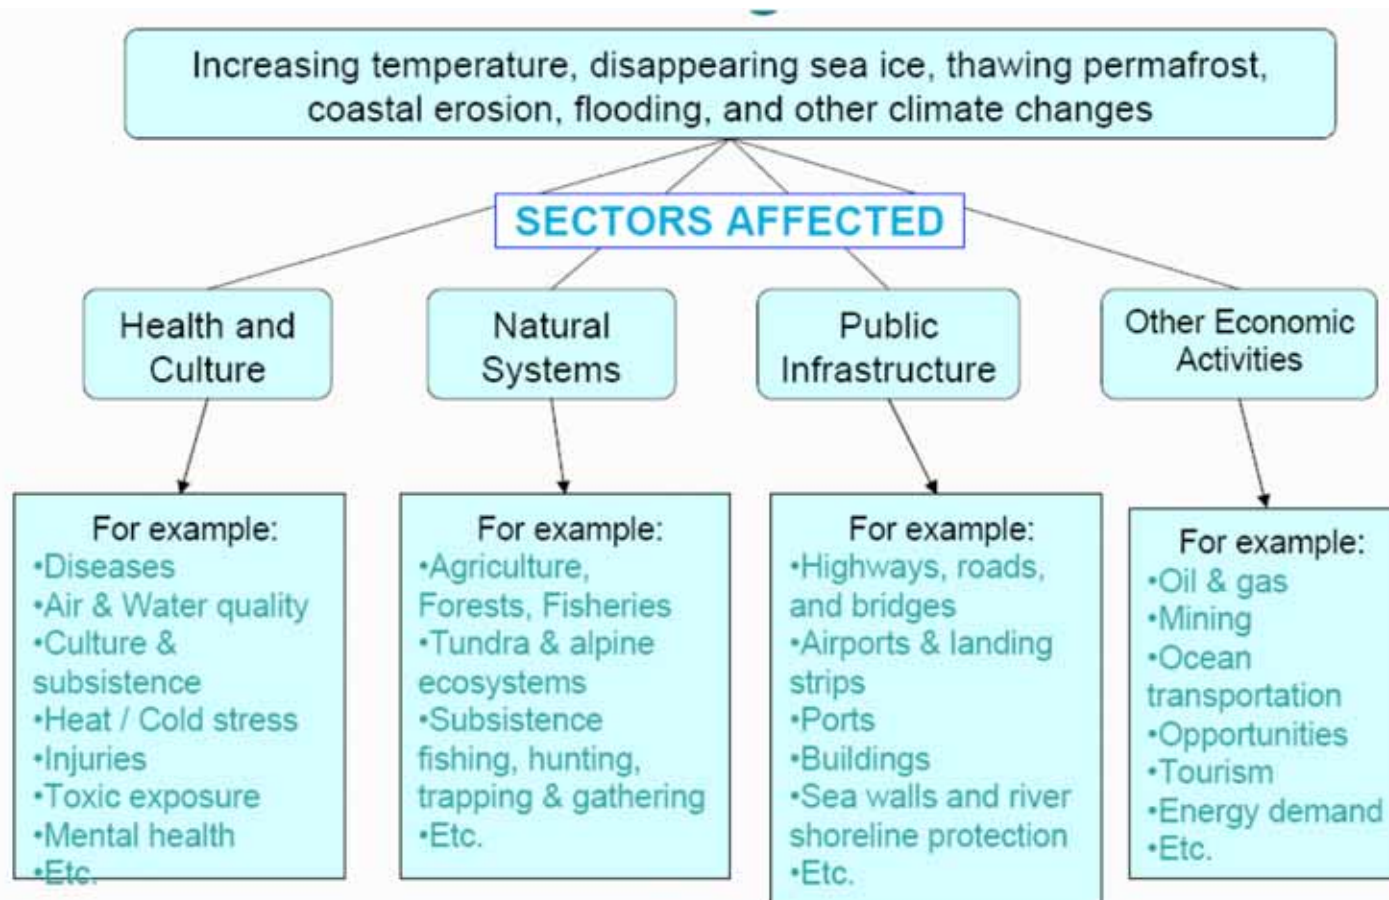 Increasing temperature, disappearing sea ice, thawing permafrost,
coastal erosion, flooding, and other climate changes
SECTORS AFFECTED
Health and
Culture
Natural
Systems
Public
Infrastructure
Other Economic
Activities
For example:
•Diseases
•Air & Water quality
•Culture &
subsistence
•Heat / Cold stress
•Injuries
•Toxic exposure
•Mental health
•Etc.
For example:
•Agriculture,
Forests, Fisheries
•Tundra & alpine
ecosystems
•Subsistence
fishing, hunting,
trapping & gathering
•Etc.
For example:
•Highways, roads,
and bridges
•Airports & landing
strips
•Ports
•Buildings
•Sea walls and river
shoreline protection
•Etc.
For example:
•Oil & gas
•Mining
•Ocean
transportation
•Opportunities
•Tourism
•Energy demand
•Etc.